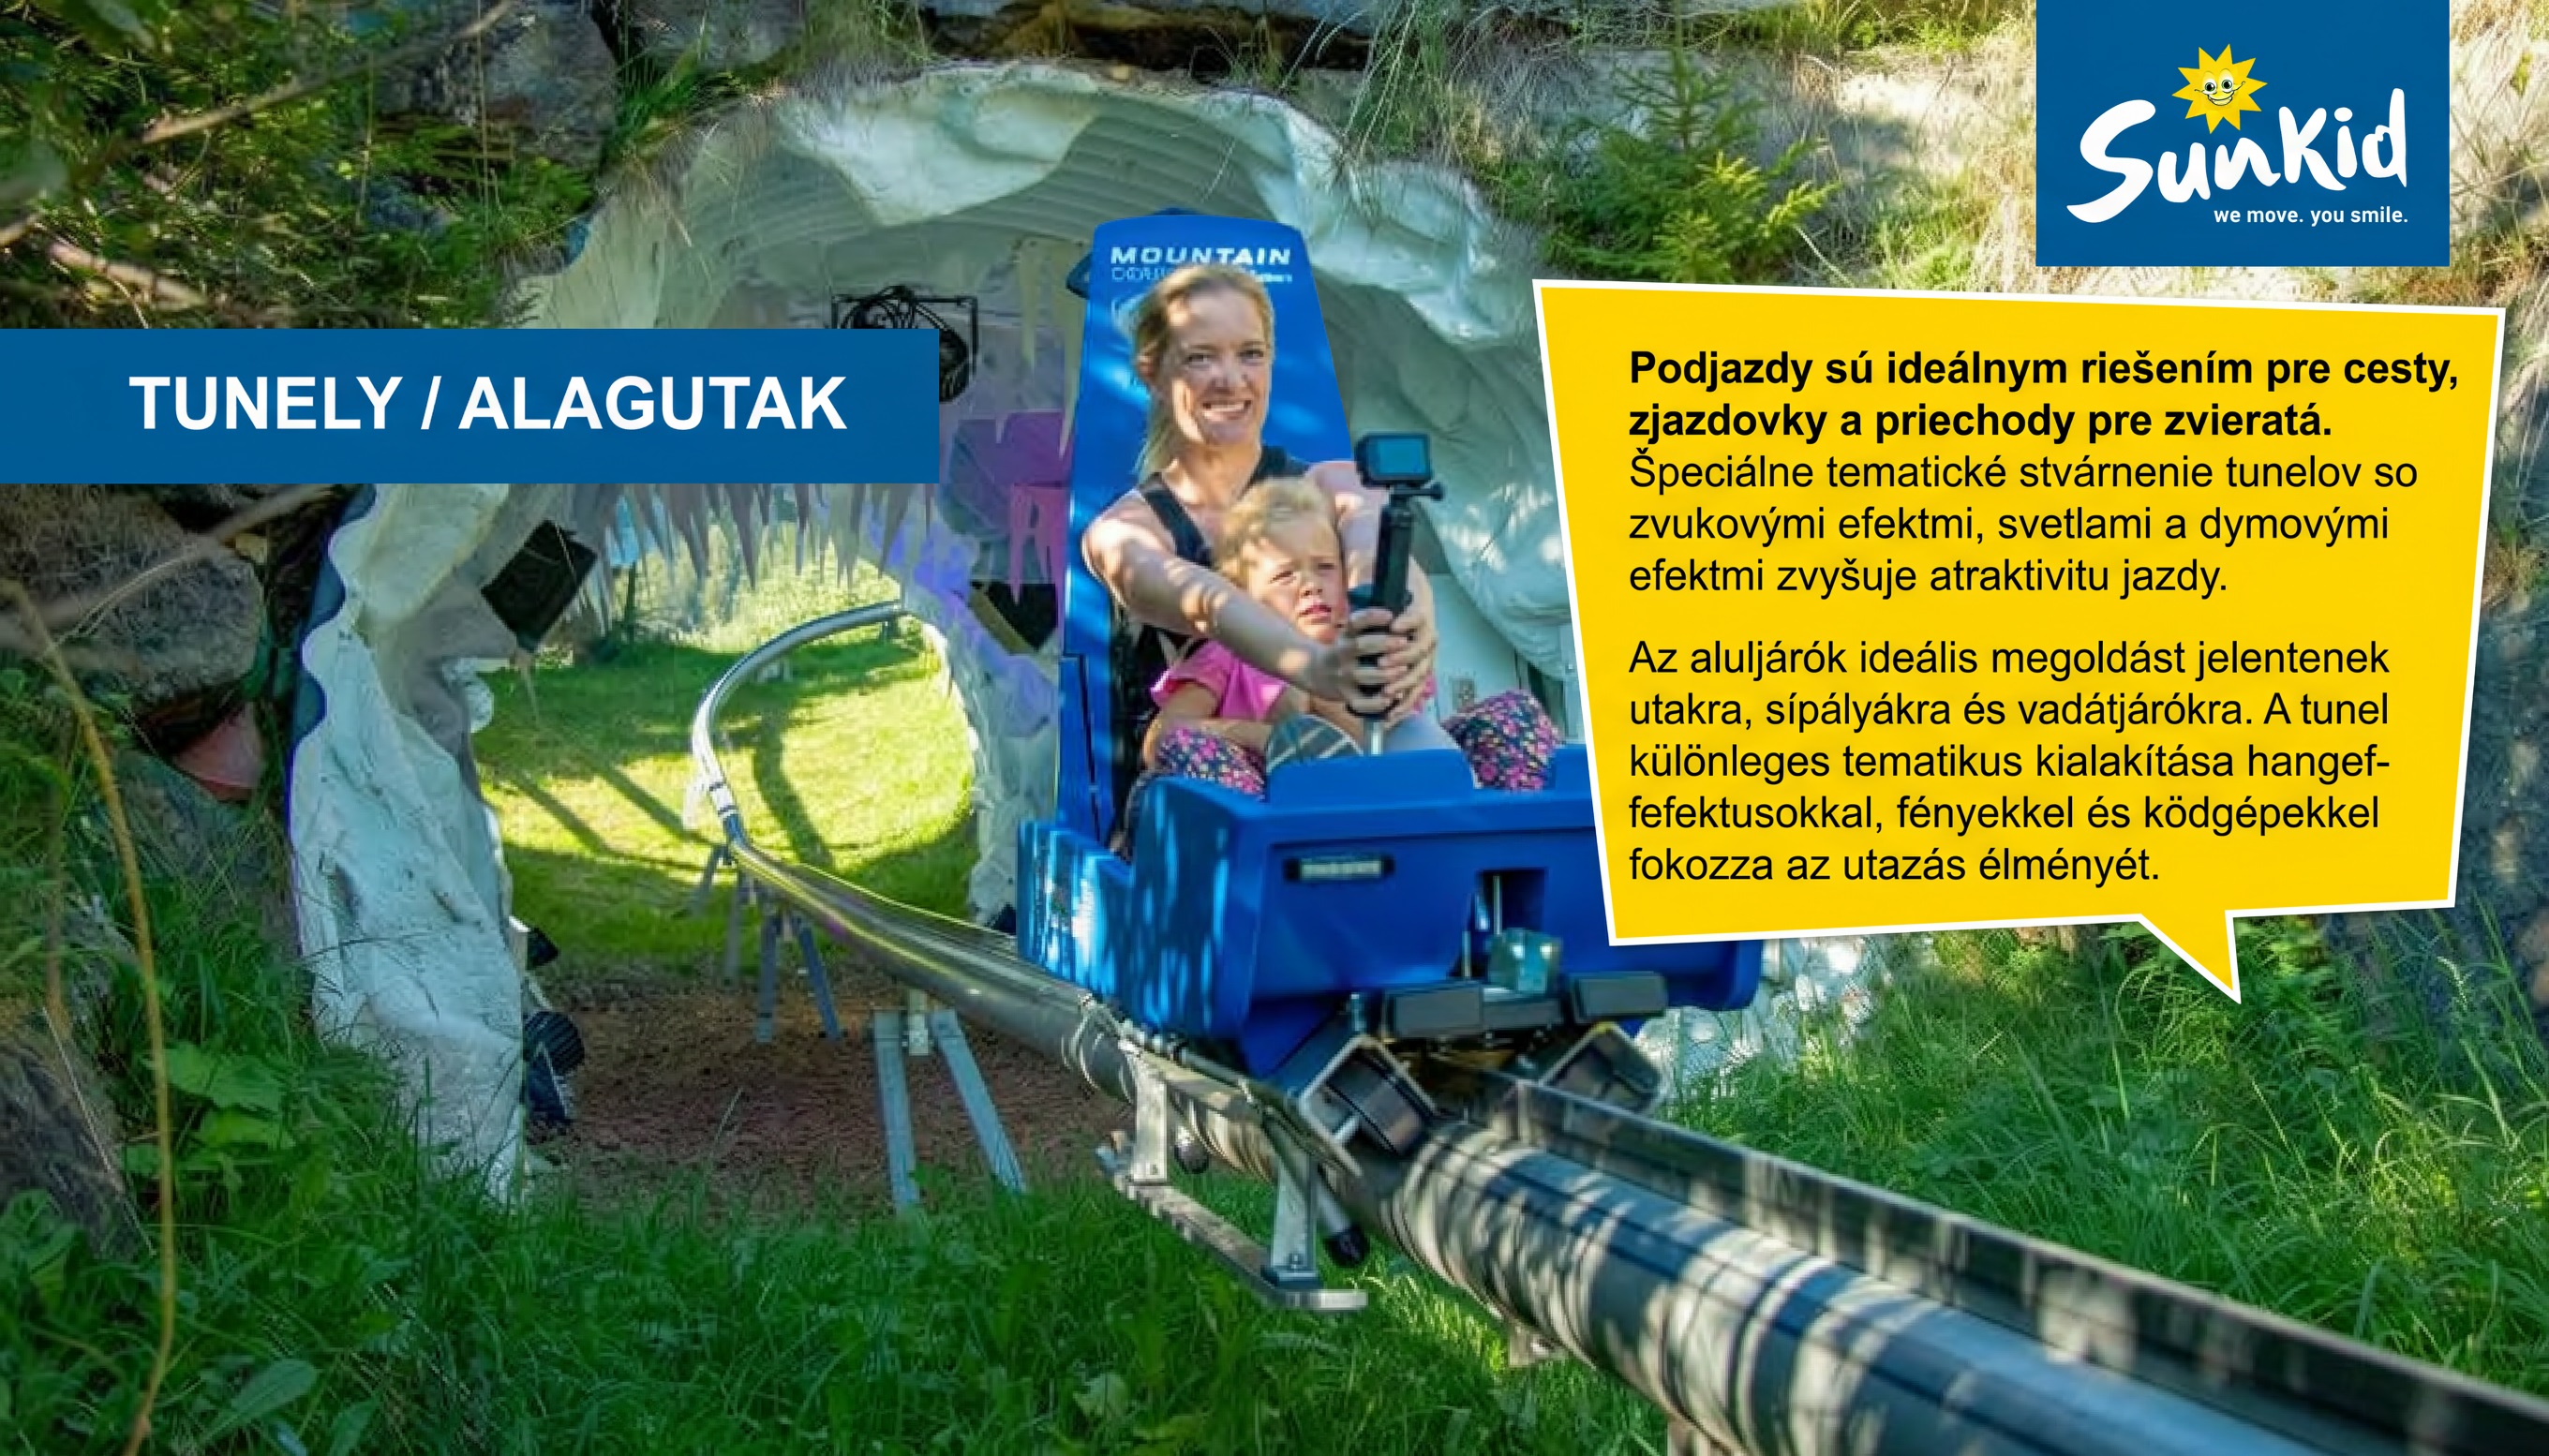 Sunkid
we move. you smile.
MOUNTAIN
TUNELY / ALAGUTAK
Podjazdy sú ideálnym riešením pre cesty,
zjazdovky a priechody pre zvieratá.
Špeciálne tematické stvárnenie tunelov so
zvukovými efektmi, svetlami a dymovými
efektmi zvyšuje atraktivitu jazdy.
Az aluljárók ideális megoldást jelentenek
utakra, sípályákra és vadátjárókra. A tunel
különleges tematikus kialakítása hangef-
fefektusokkal, fényekkel és ködgépekkel
fokozza az utazás élményét.